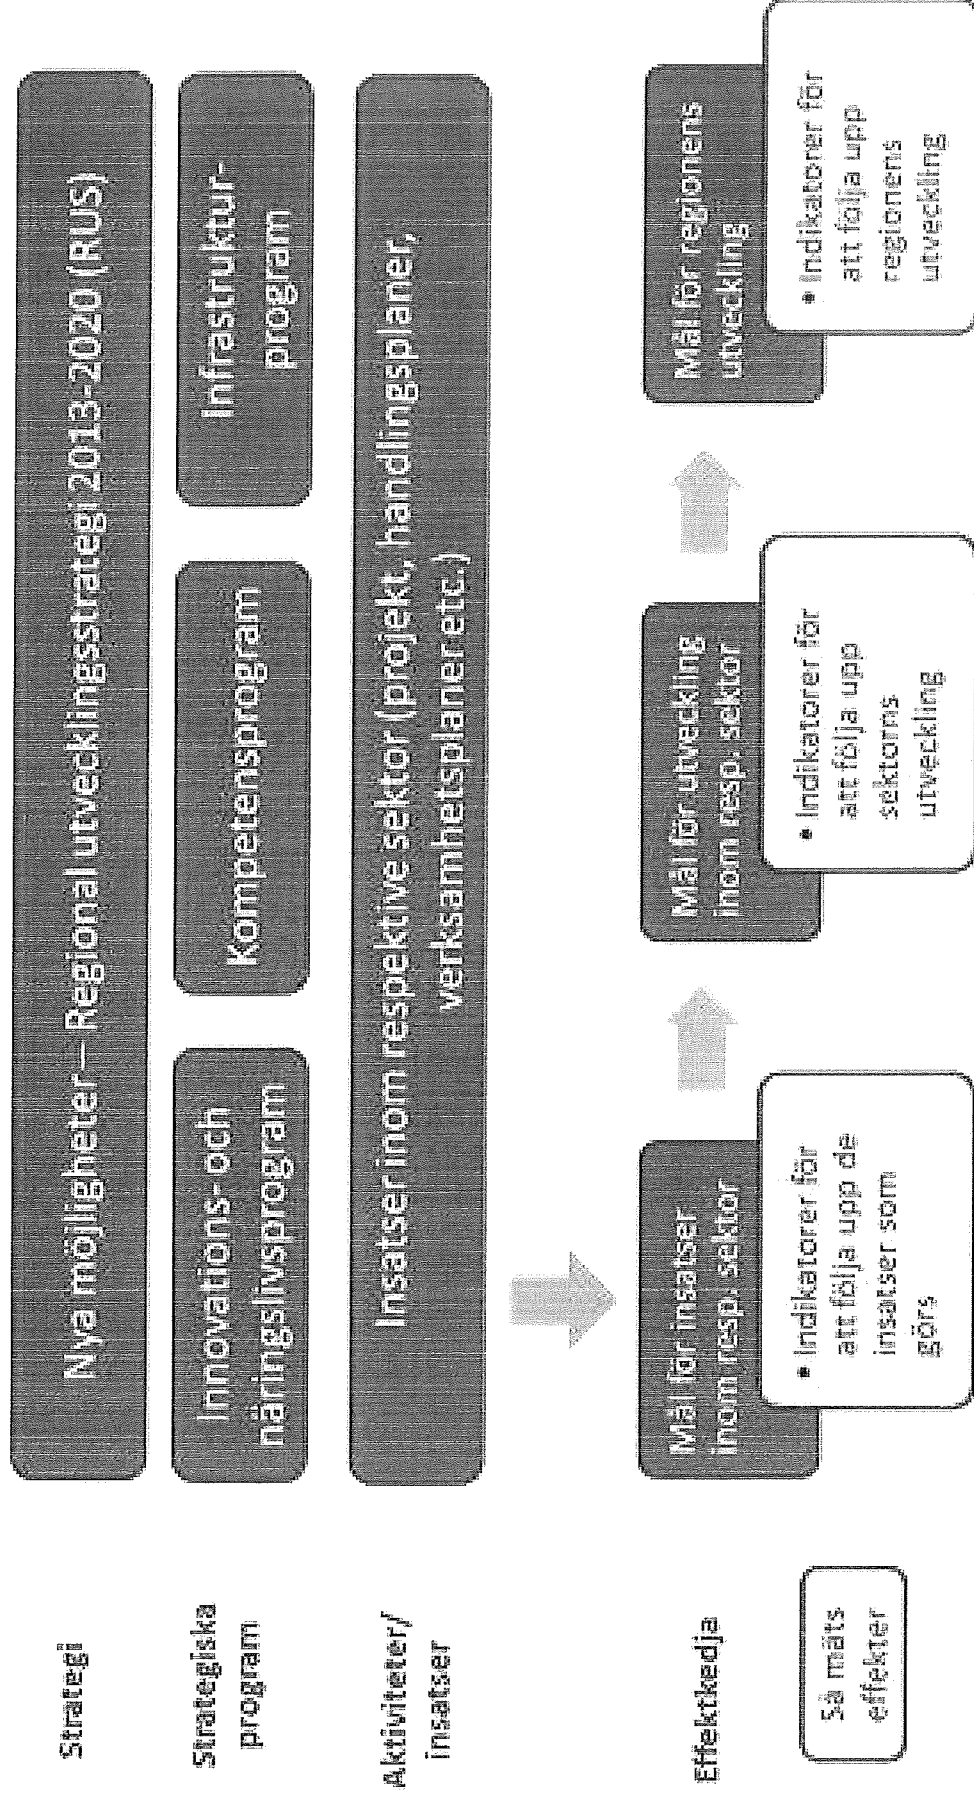 Strategi
Nya möjligheter – Regional utvecklingsstrategi 2013-2020 (RUS)
Strategiska
program
Innovations- och
näringslivsprogram
Kompetensprogram
Infrastruktur-
program
Aktiviteter/
insatser
Insatser inom respektive sektor (projekt, handlingsplaner,
verksamhetsplaner etc.)
Effektkedja
Mål för insatser
inom resp. sektor
Mål för utveckling
inom resp. sektor
Mål för regionens
utveckling
Så mäts
effekter
• Indikatorer för
att följa upp de
insatser som
görs
• Indikatorer för
att följa upp
sektorns
utveckling
• Indikatorer för
att följa upp
regionens
utveckling